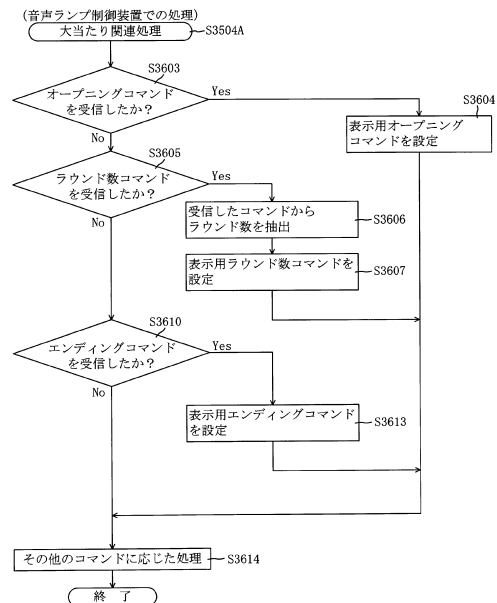 (音声ランプ制御装置での処理)
大当たり関連処理
S3504A
S3603
オープニングコマンド
を受信したか？
Yes
No
S3604
表示用オープニング
コマンドを設定
S3605
ラウンド数コマンド
を受信したか？
Yes
No
受信したコマンドから
ラウンド数を抽出
S3606
表示用ラウンド数コマンドを
設定
S3607
S3610
エンディングコマンド
を受信したか？
Yes
No
表示用エンディングコマンド
を設定
S3613
その他のコマンドに応じた処理
S3614
終 了